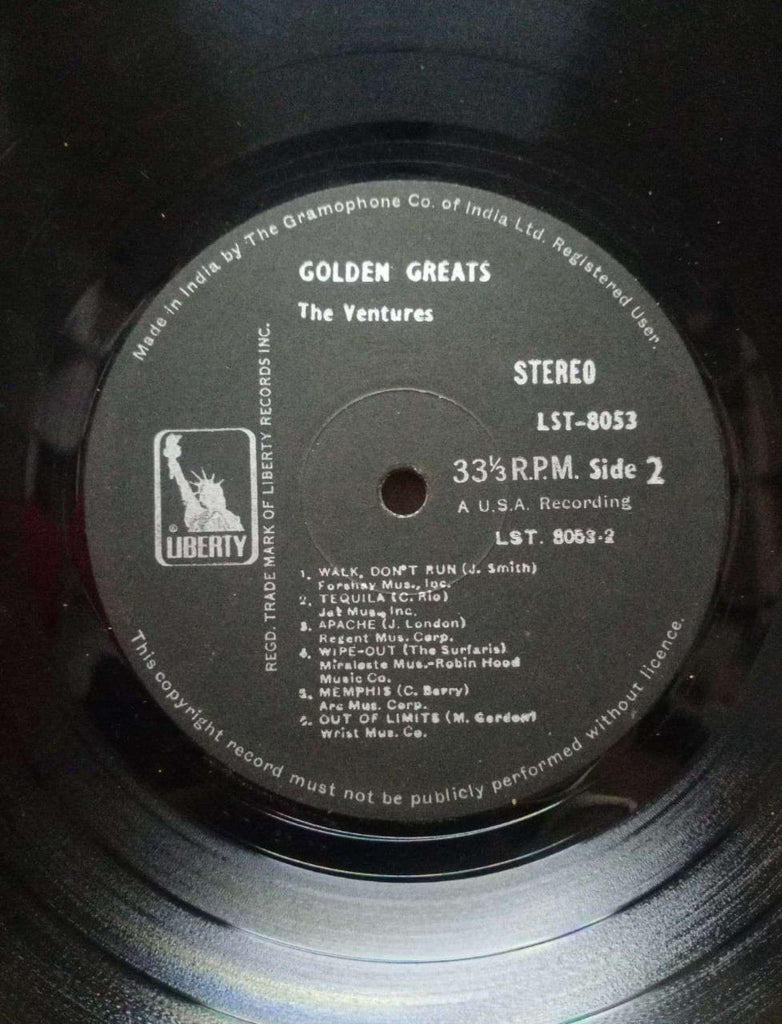 Made in India by The Gramophone Co. of India Ltd. Registered User.
GOLDEN GREATS
The Ventures
STEREO
LST-8053
33⅓ R.P.M. Side 2
A U.S.A. Recording
LST. 8053-2
REGD. TRADE MARK OF LIBERTY RECORDS INC.
®
LIBERTY
1. WALK, DON'T RUN (J. Smith)
Forshay Mus., Inc.
2. TEQUILA (C. Rio)
Jat Mus., Inc.
3. APACHE (J. London)
Regent Mus. Corp.
4. WIPE-OUT (The Surfaris)
Miraleste Mus.-Robin Hood
Music Co.
5. MEMPHIS (C. Berry)
Arc Mus. Corp.
6. OUT OF LIMITS (M. Gordon)
Wrist Mus. Co.
This copyright record must not be publicly performed without licence.